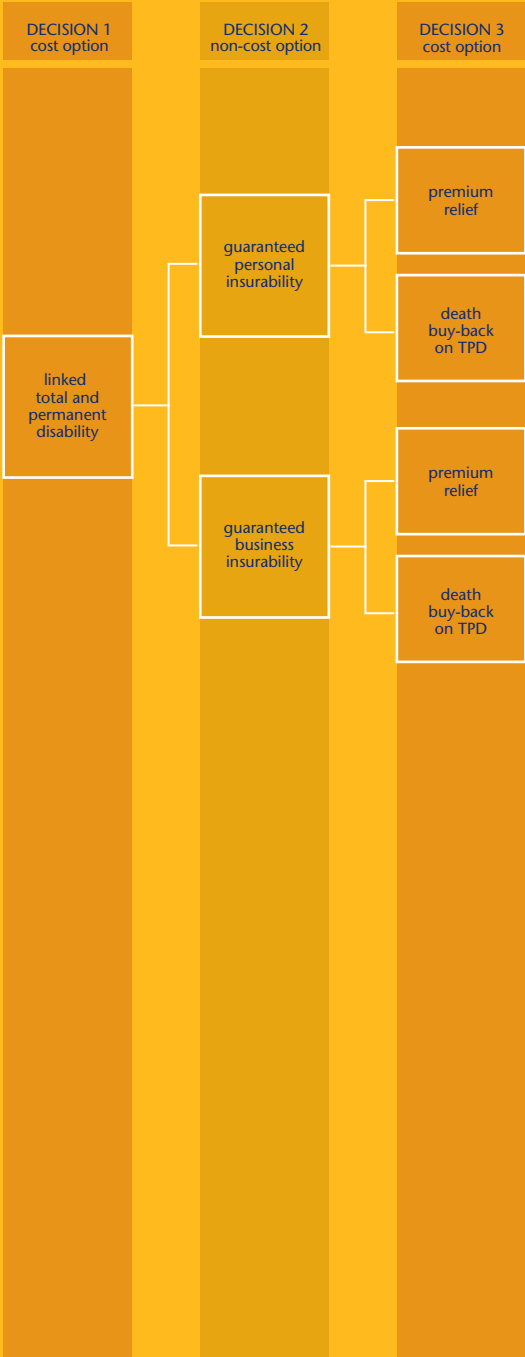 DECISION 1
cost option
DECISION 2
non-cost option
DECISION 3
cost option
linked
total and
permanent
disability
guaranteed
personal
insurability
guaranteed
business
insurability
premium
relief
death
buy-back
on TPD
premium
relief
death
buy-back
on TPD